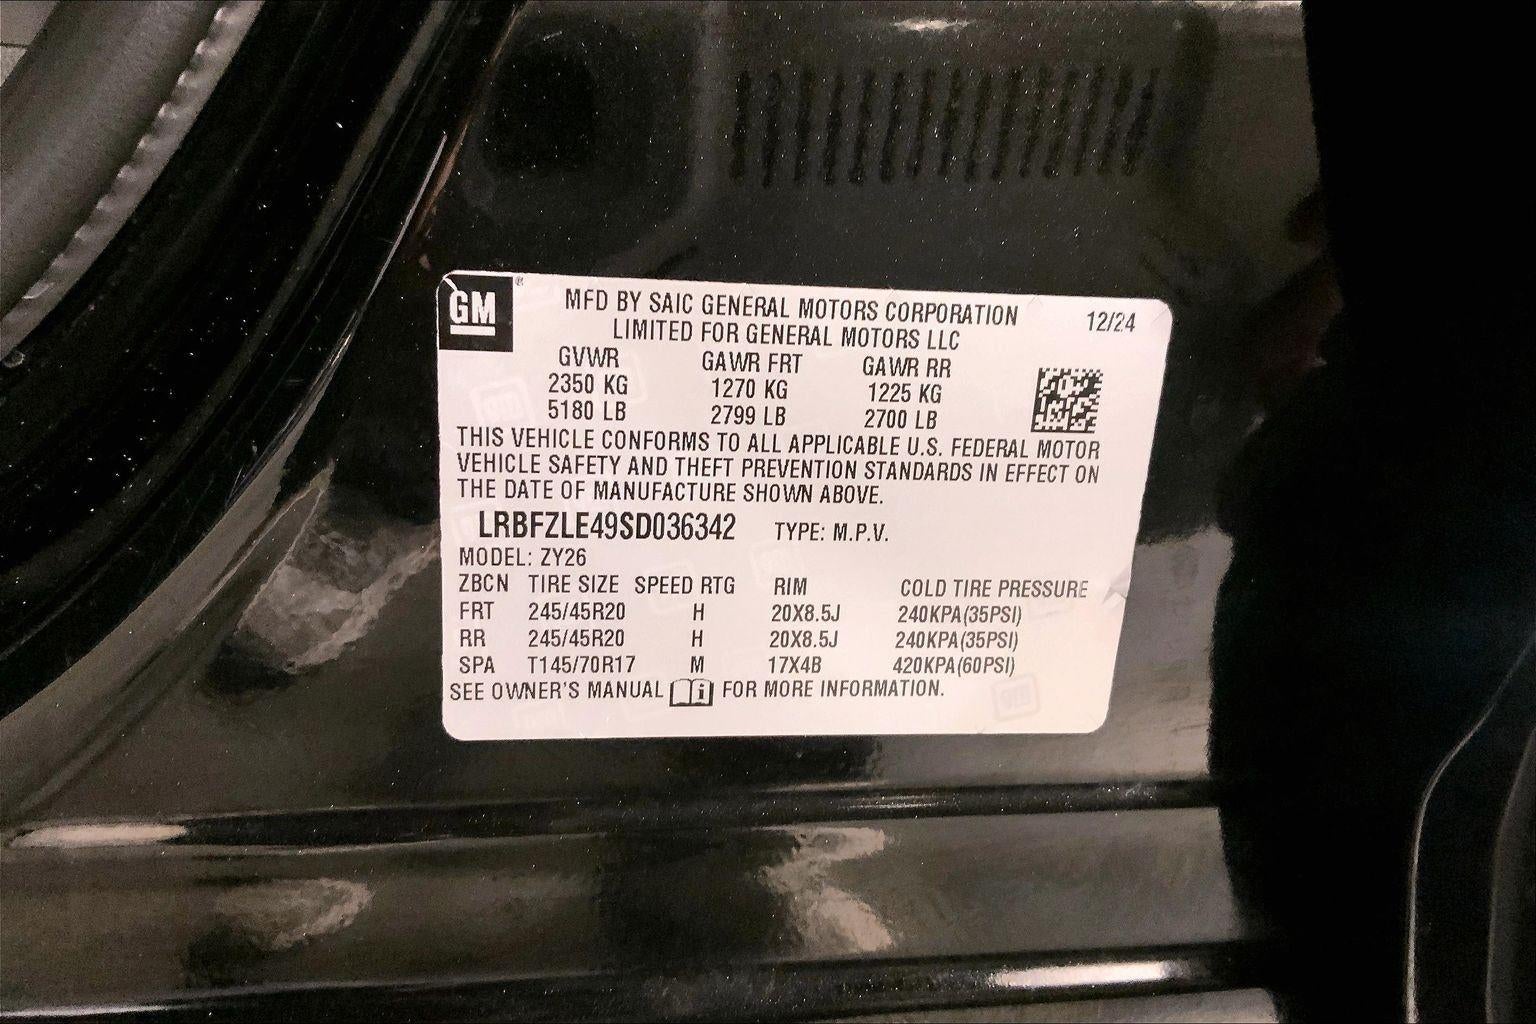 GM ®
MFD BY SAIC GENERAL MOTORS CORPORATION
LIMITED FOR GENERAL MOTORS LLC
12/24
GVWR GAWR FRT GAWR RR
2350 KG 1270 KG 1225 KG
5180 LB 2799 LB 2700 LB
THIS VEHICLE CONFORMS TO ALL APPLICABLE U.S. FEDERAL MOTOR
VEHICLE SAFETY AND THEFT PREVENTION STANDARDS IN EFFECT ON
THE DATE OF MANUFACTURE SHOWN ABOVE.
LRBFZLE49SD036342 TYPE: M.P.V.
MODEL: ZY26
ZBCN TIRE SIZE SPEED RTG RIM COLD TIRE PRESSURE
FRT 245/45R20 H 20X8.5J 240KPA(35PSI)
RR 245/45R20 H 20X8.5J 240KPA(35PSI)
SPA T145/70R17 M 17X4B 420KPA(60PSI)
SEE OWNER'S MANUAL i FOR MORE INFORMATION.